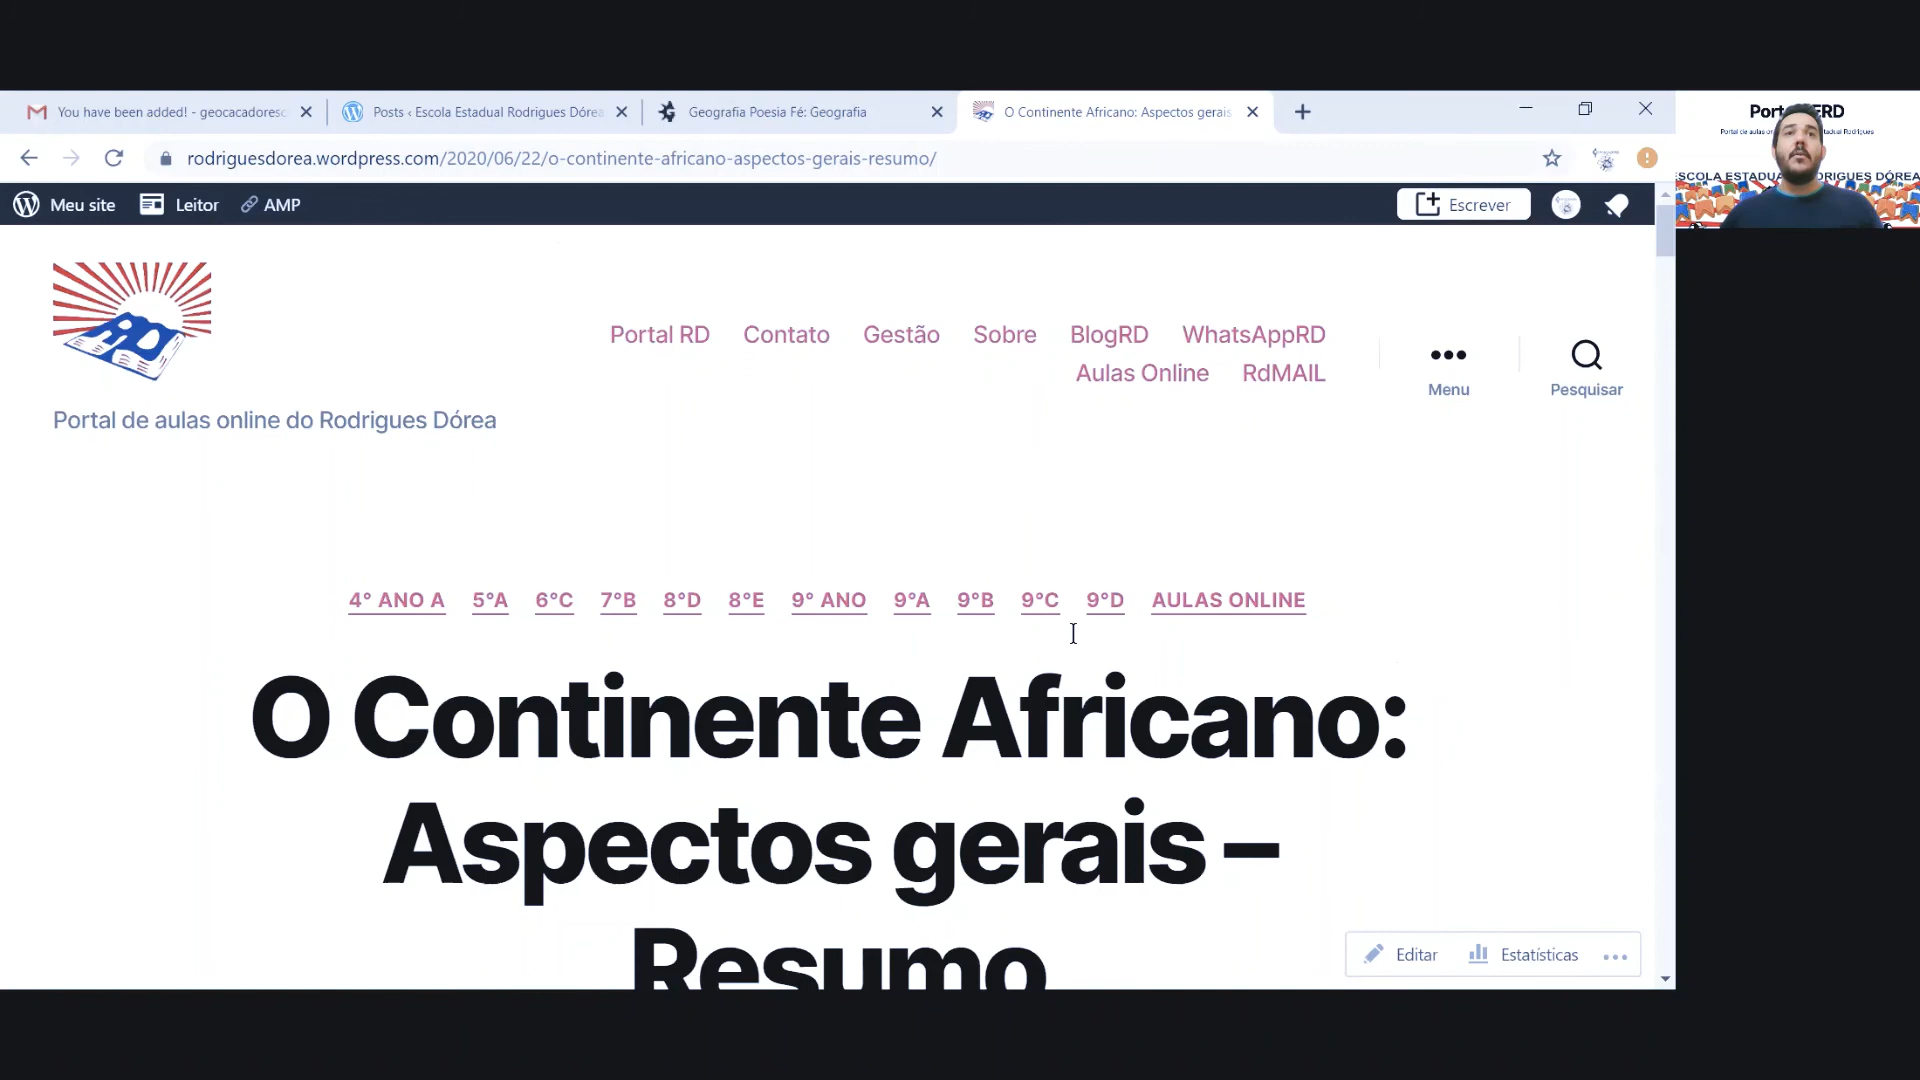 You have been added! - geocacadoresc
Posts ‹ Escola Estadual Rodrigues Dórea
Geografia Poesia Fé: Geografia
O Continente Africano: Aspectos gerais
rodriguesdorea.wordpress.com/2020/06/22/o-continente-africano-aspectos-gerais-resumo/
Meu site
Leitor
AMP
Escrever
Portal RD
Contato
Gestão
Sobre
BlogRD
WhatsAppRD
Aulas Online
RdMAIL
Menu
Pesquisar
RD
Portal de aulas online do Rodrigues Dórea
4° ANO A
5°A
6°C
7°B
8°D
8°E
9° ANO
9°A
9°B
9°C
9°D
AULAS ONLINE
O Continente Africano:
Aspectos gerais –
Resumo
Editar
Estatísticas